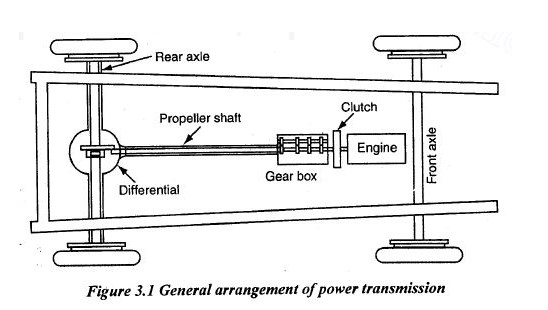 Rear axle
Clutch
Propeller shaft
Engine
Gear box
Front axle
Differential
Figure 3.1 General arrangement of power transmission